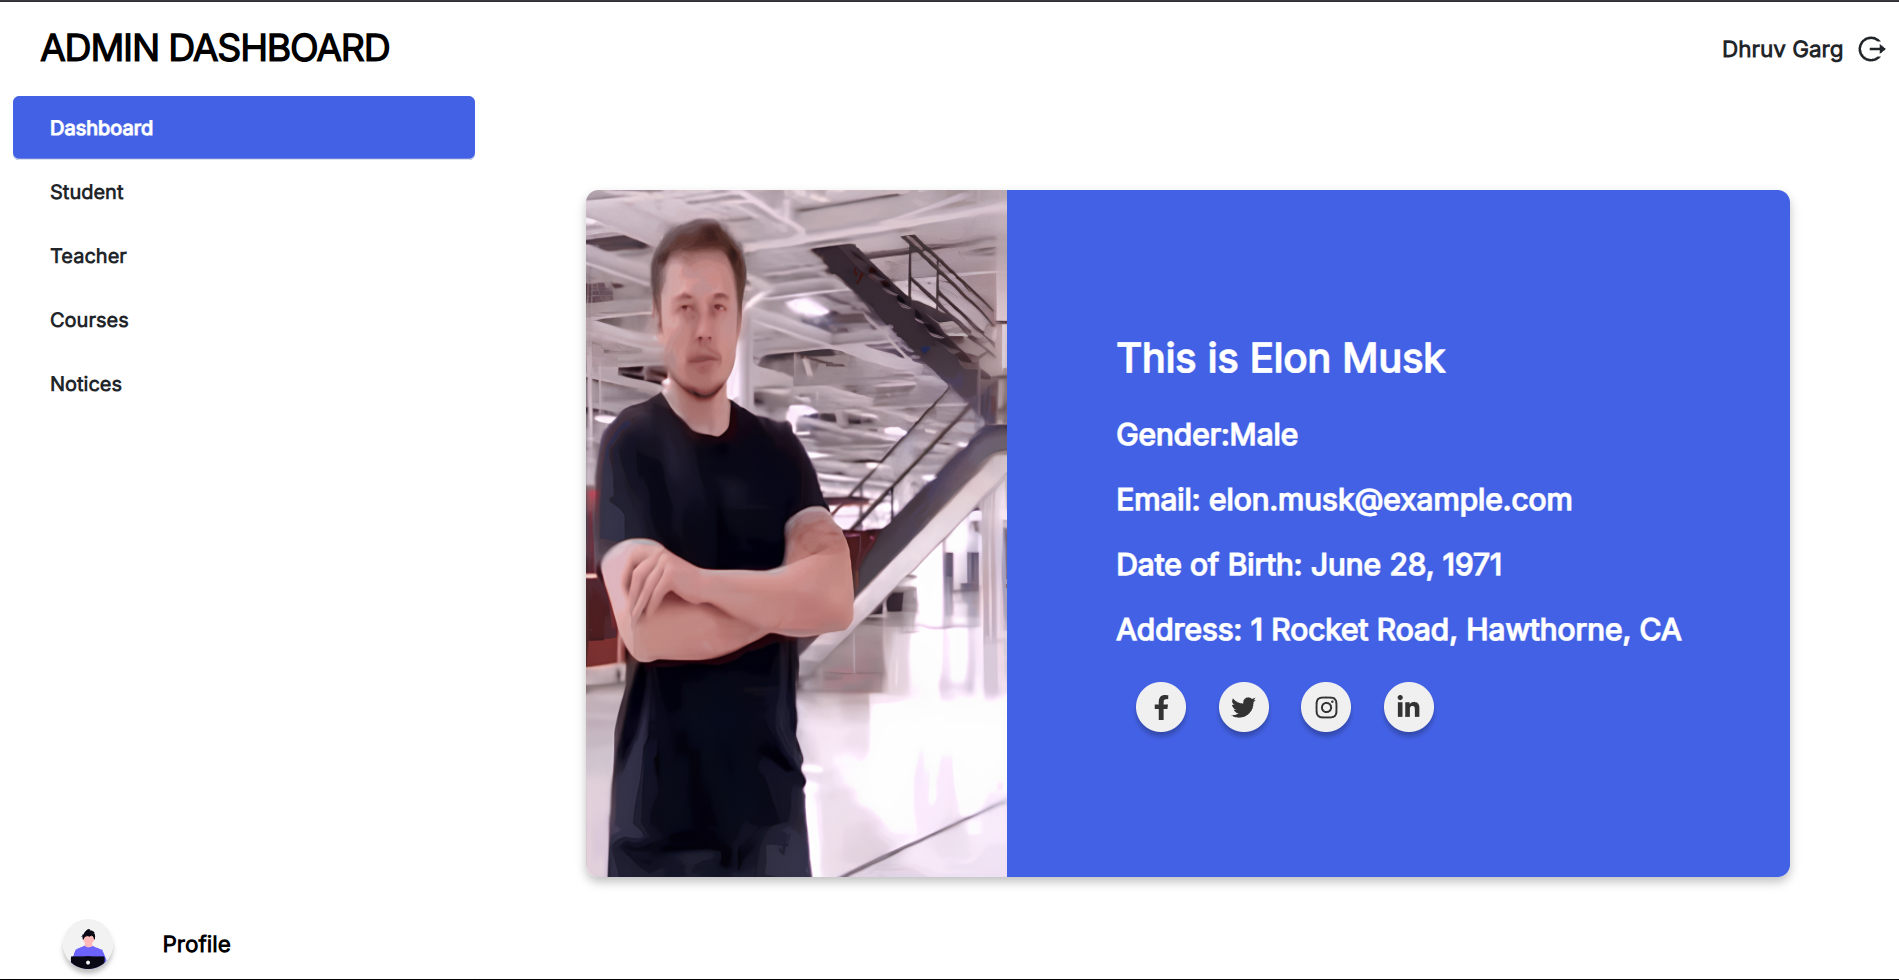 ADMIN DASHBOARD
Dhruv Garg
Dashboard
Student
Teacher
Courses
Notices
This is Elon Musk
Gender:Male
Email: elon.musk@example.com
Date of Birth: June 28, 1971
Address: 1 Rocket Road, Hawthorne, CA
Profile